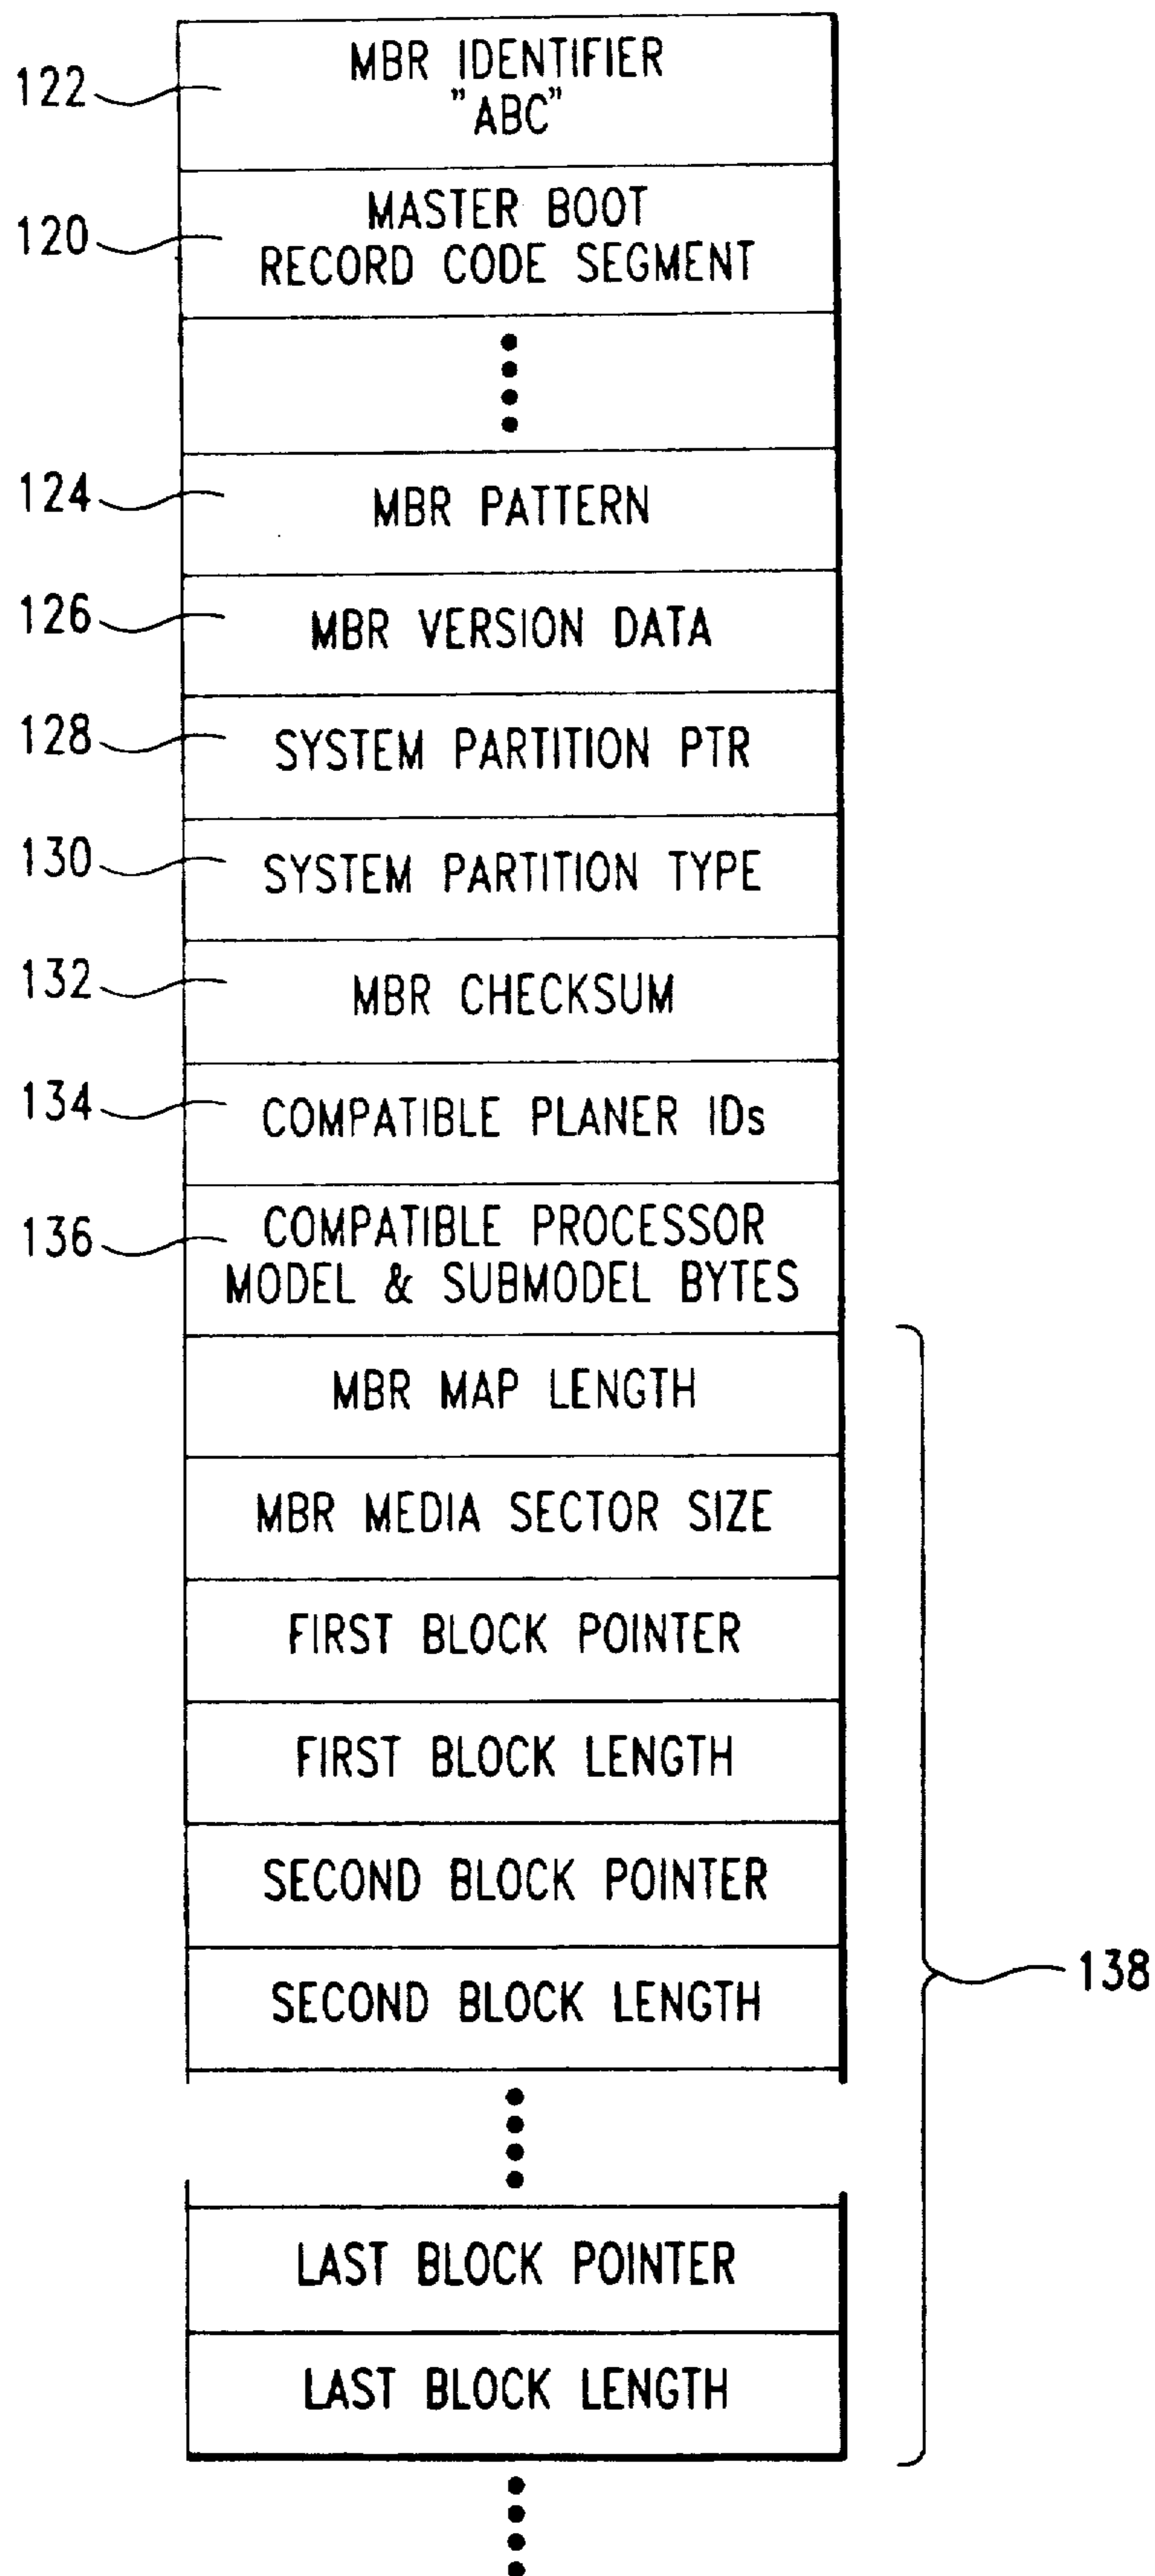 122
MBR IDENTIFIER
"ABC"
120
MASTER BOOT
RECORD CODE SEGMENT
124
MBR PATTERN
126
MBR VERSION DATA
128
SYSTEM PARTITION PTR
130
SYSTEM PARTITION TYPE
132
MBR CHECKSUM
134
COMPATIBLE PLANER IDs
136
COMPATIBLE PROCESSOR
MODEL & SUBMODEL BYTES
MBR MAP LENGTH
MBR MEDIA SECTOR SIZE
FIRST BLOCK POINTER
FIRST BLOCK LENGTH
SECOND BLOCK POINTER
138
SECOND BLOCK LENGTH
LAST BLOCK POINTER
LAST BLOCK LENGTH